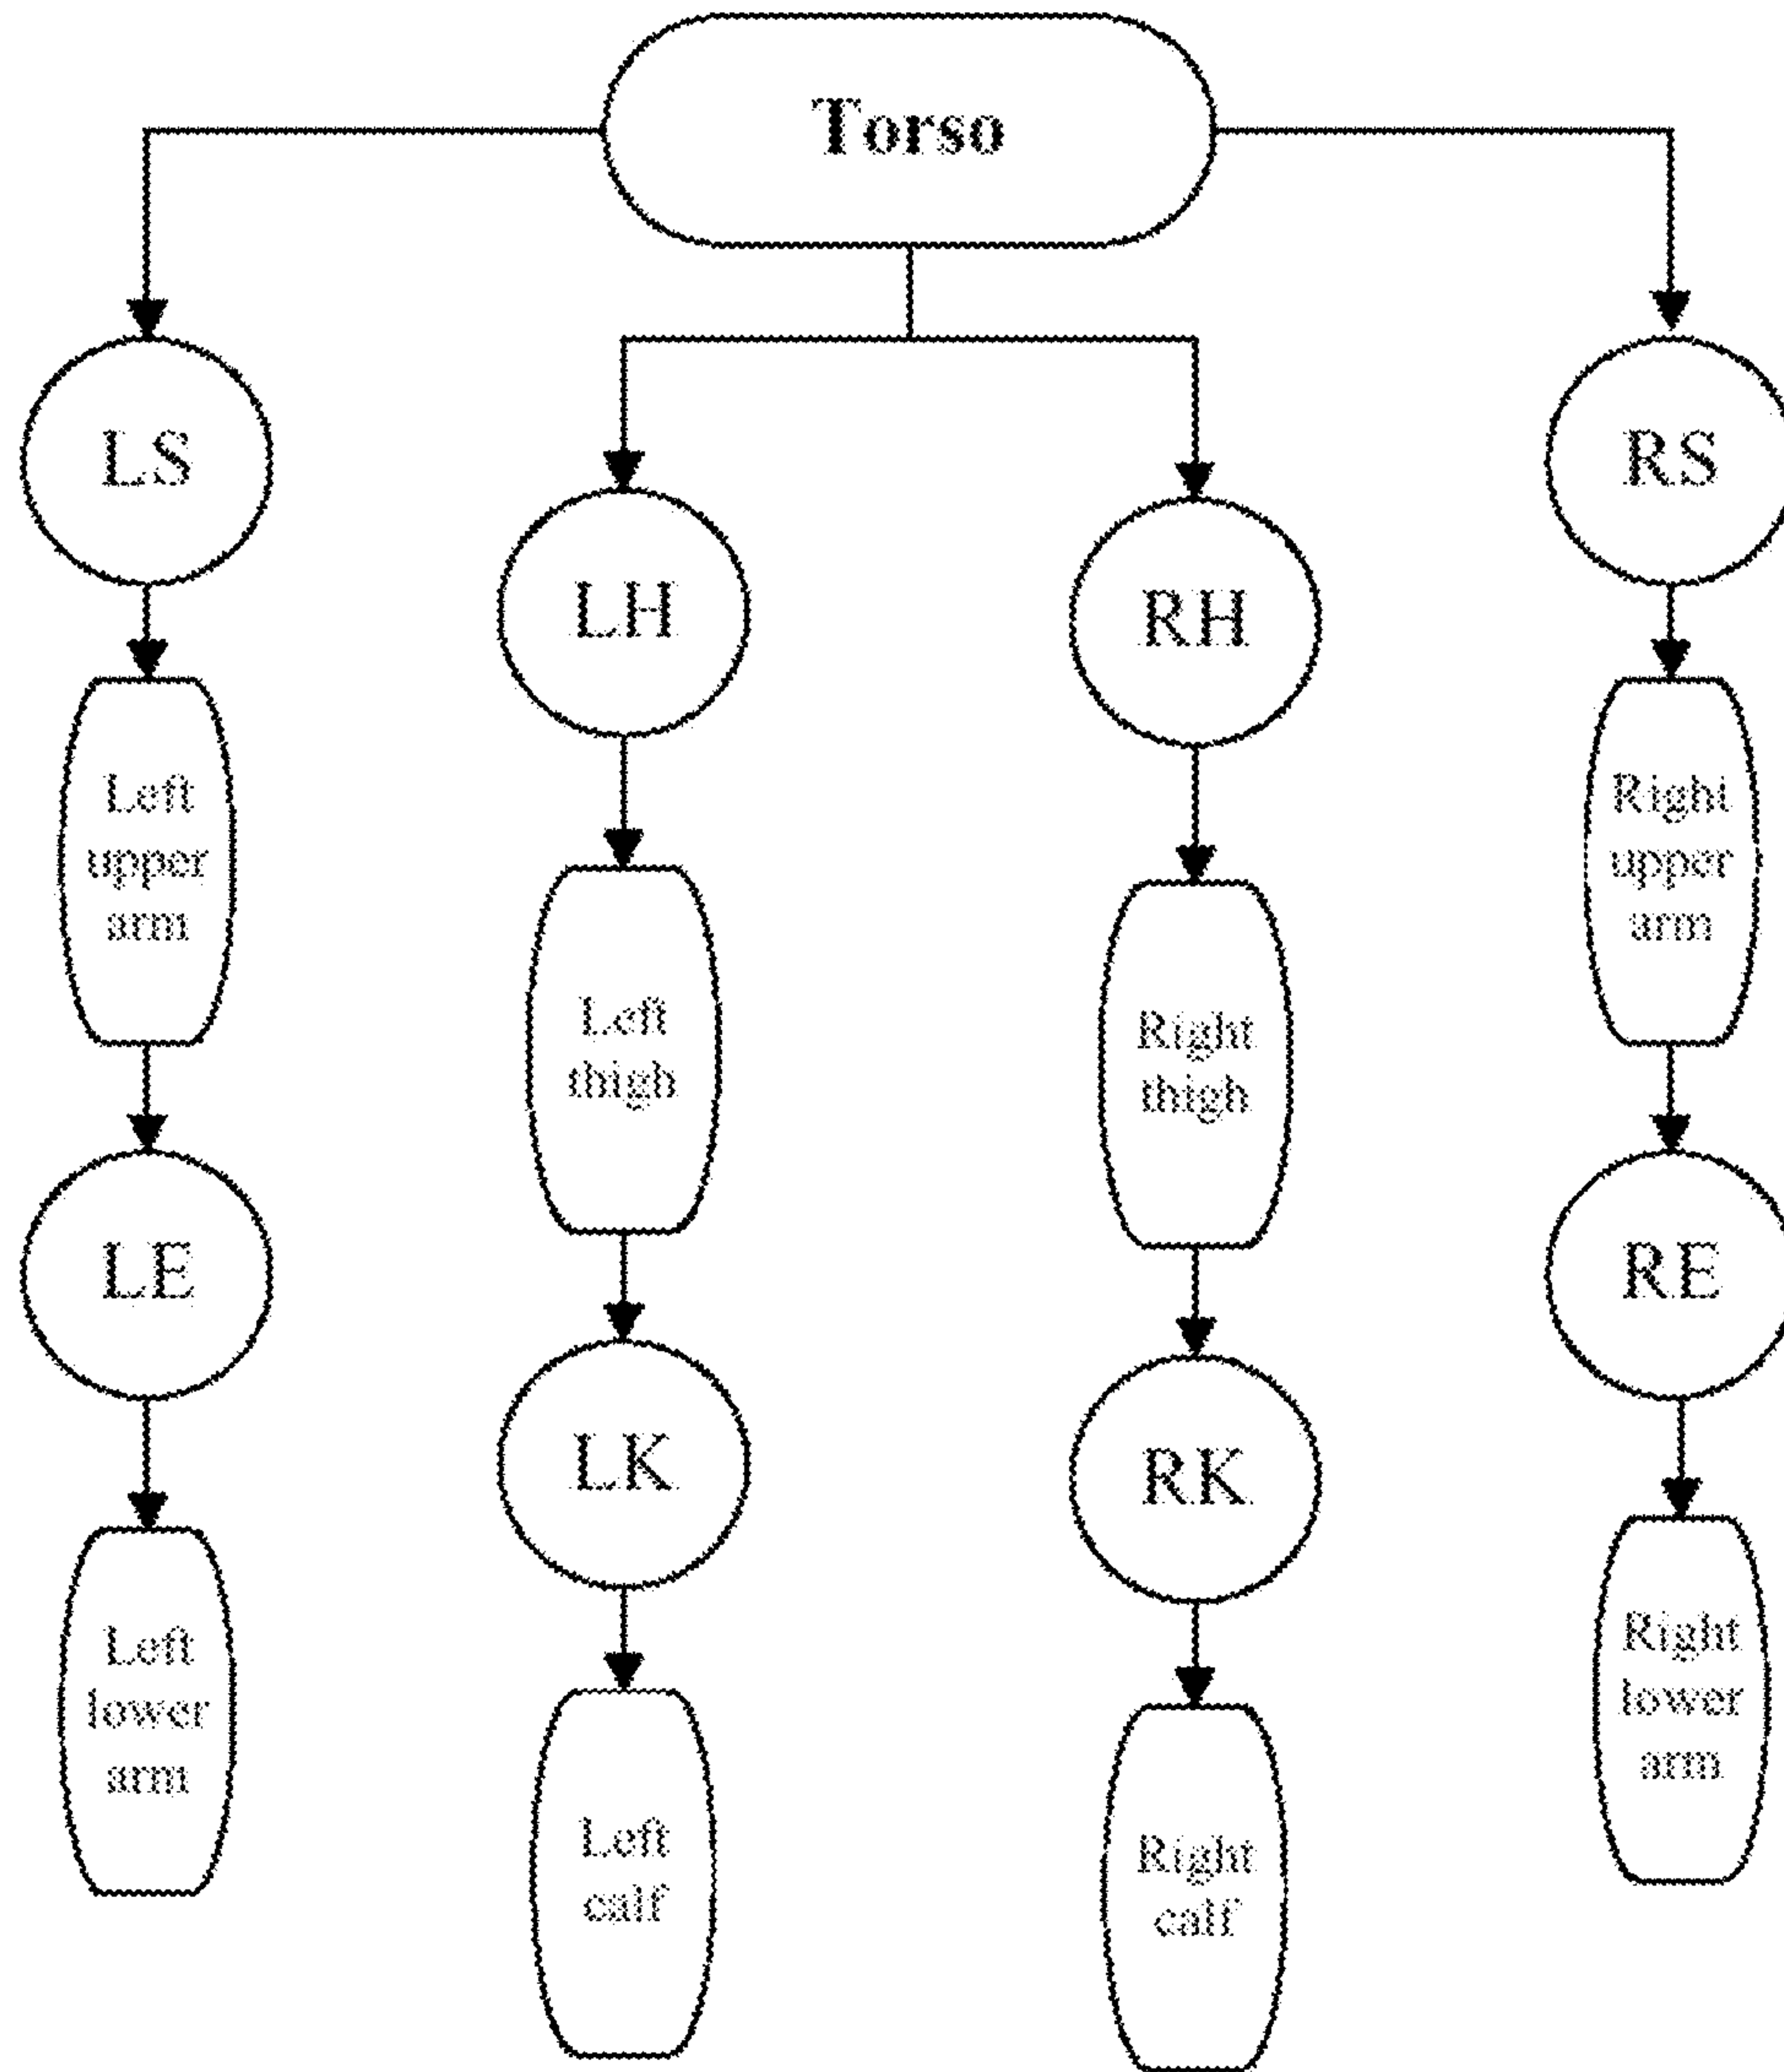 Torso
LS
RS
LH
RH
Left
upper
arm
Right
upper
arm
Left
thigh
Right
thigh
LE
RE
LK
RK
Left
lower
arm
Right
lower
arm
Left
calf
Right
calf